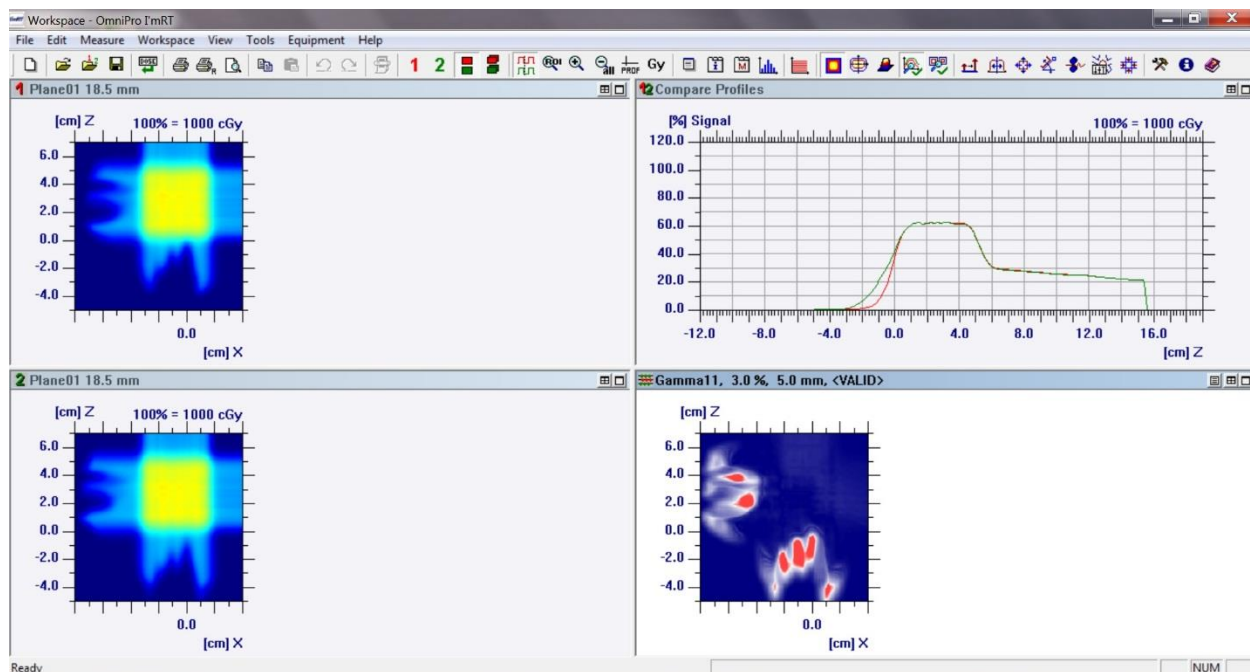 Workspace - OmniPro I'mRT
File Edit Measure Workspace View Tools Equipment Help
1 2 ROI all PROF Gy
1 Plane01 18.5 mm
[cm] Z 100% = 1000 cGy
6.0
4.0
2.0
0.0
-2.0
-4.0
0.0
[cm] X
12 Compare Profiles
[%] Signal 100% = 1000 cGy
120.0
100.0
80.0
60.0
40.0
20.0
0.0
-12.0 -8.0 -4.0 0.0 4.0 8.0 12.0 16.0
[cm] Z
2 Plane01 18.5 mm
[cm] Z 100% = 1000 cGy
6.0
4.0
2.0
0.0
-2.0
-4.0
0.0
[cm] X
Gamma11, 3.0 %, 5.0 mm, <VALID>
[cm] Z
6.0
4.0
2.0
0.0
-2.0
-4.0
0.0
[cm] X
Ready NUM